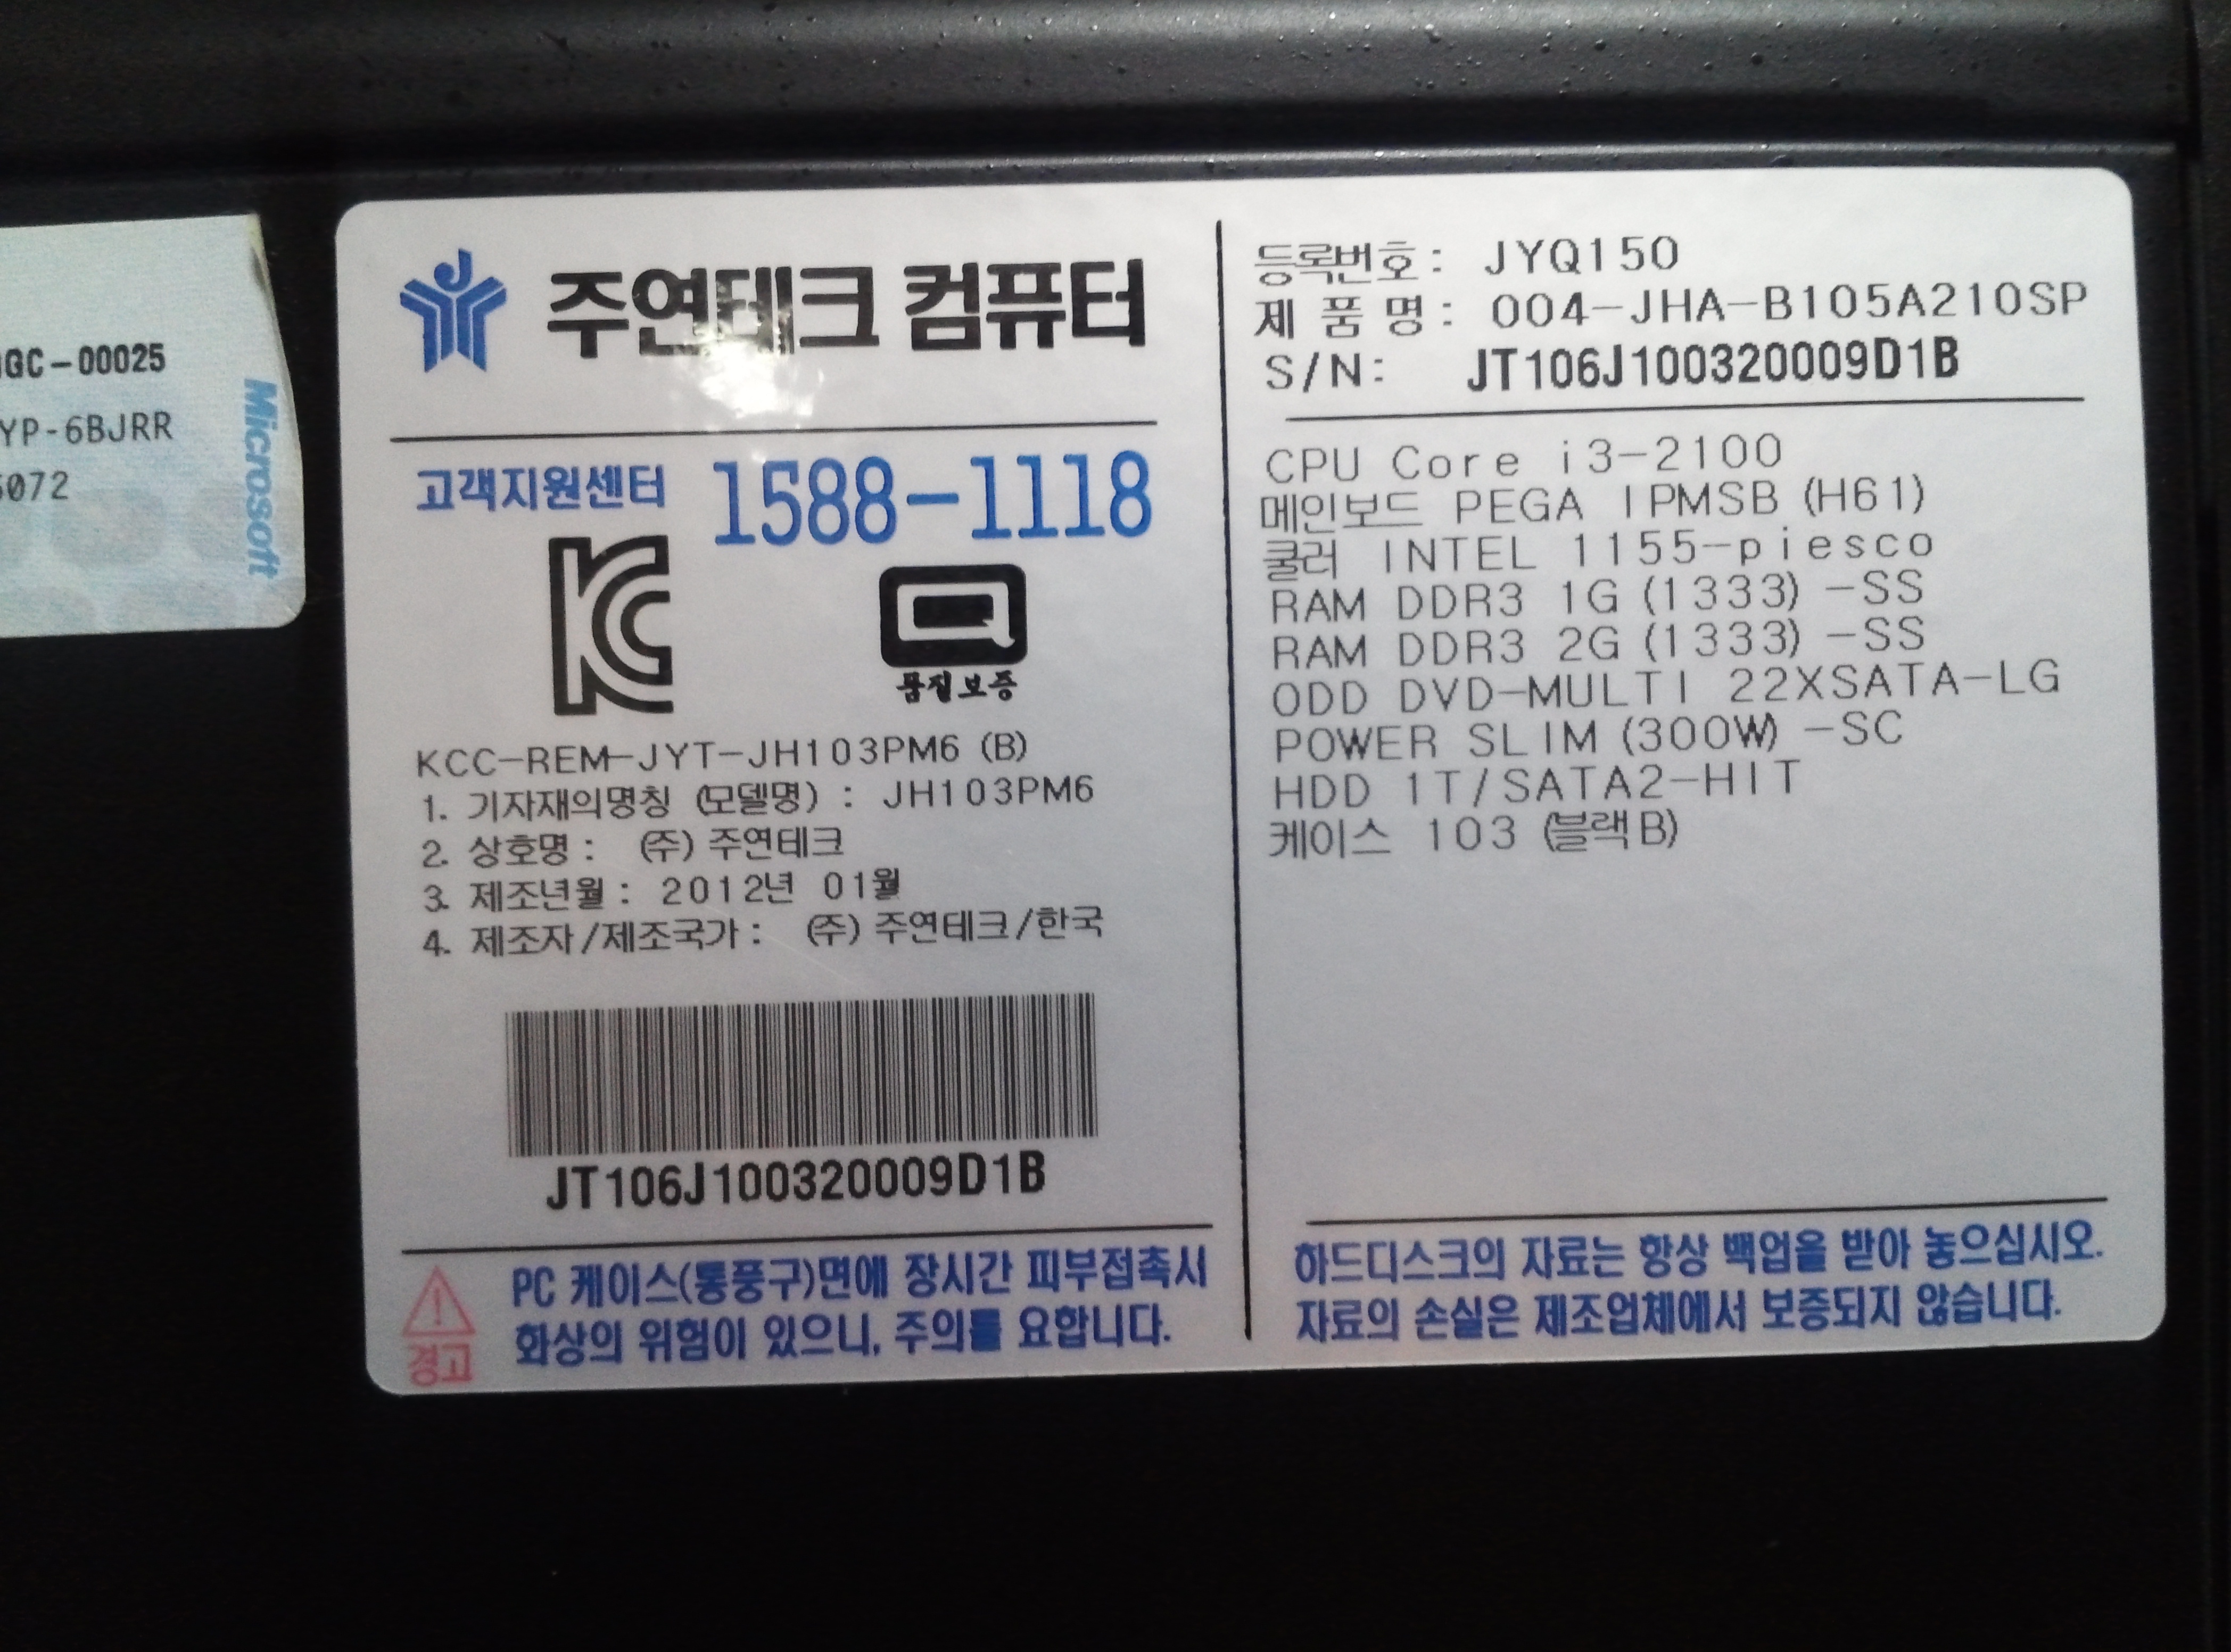 GC-00025
YP-6BJRR
5072
Microsoft
주연테크 컴퓨터
고객지원센터 1588-1118
품질보증
KCC-REM-JYT-JH103PM6 (B)
1. 기자재의명칭 (모델명) : JH103PM6
2. 상호명 : (주) 주연테크
3. 제조년월 : 2012년 01월
4. 제조자/제조국가 : (주) 주연테크/한국
JT106J100320009D1B
경고
PC 케이스(통풍구)면에 장시간 피부접촉시
화상의 위험이 있으니, 주의를 요합니다.
등록번호 : JYQ150
제 품 명 : 004-JHA-B105A210SP
S/N: JT106J100320009D1B
CPU Core i3-2100
메인보드 PEGA IPMSB (H61)
쿨러 INTEL 1155-piesco
RAM DDR3 1G (1333) -SS
RAM DDR3 2G (1333) -SS
ODD DVD-MULTI 22XSATA-LG
POWER SLIM (300W) -SC
HDD 1T/SATA2-HIT
케이스 103 (블랙B)
하드디스크의 자료는 항상 백업을 받아 놓으십시오.
자료의 손실은 제조업체에서 보증되지 않습니다.